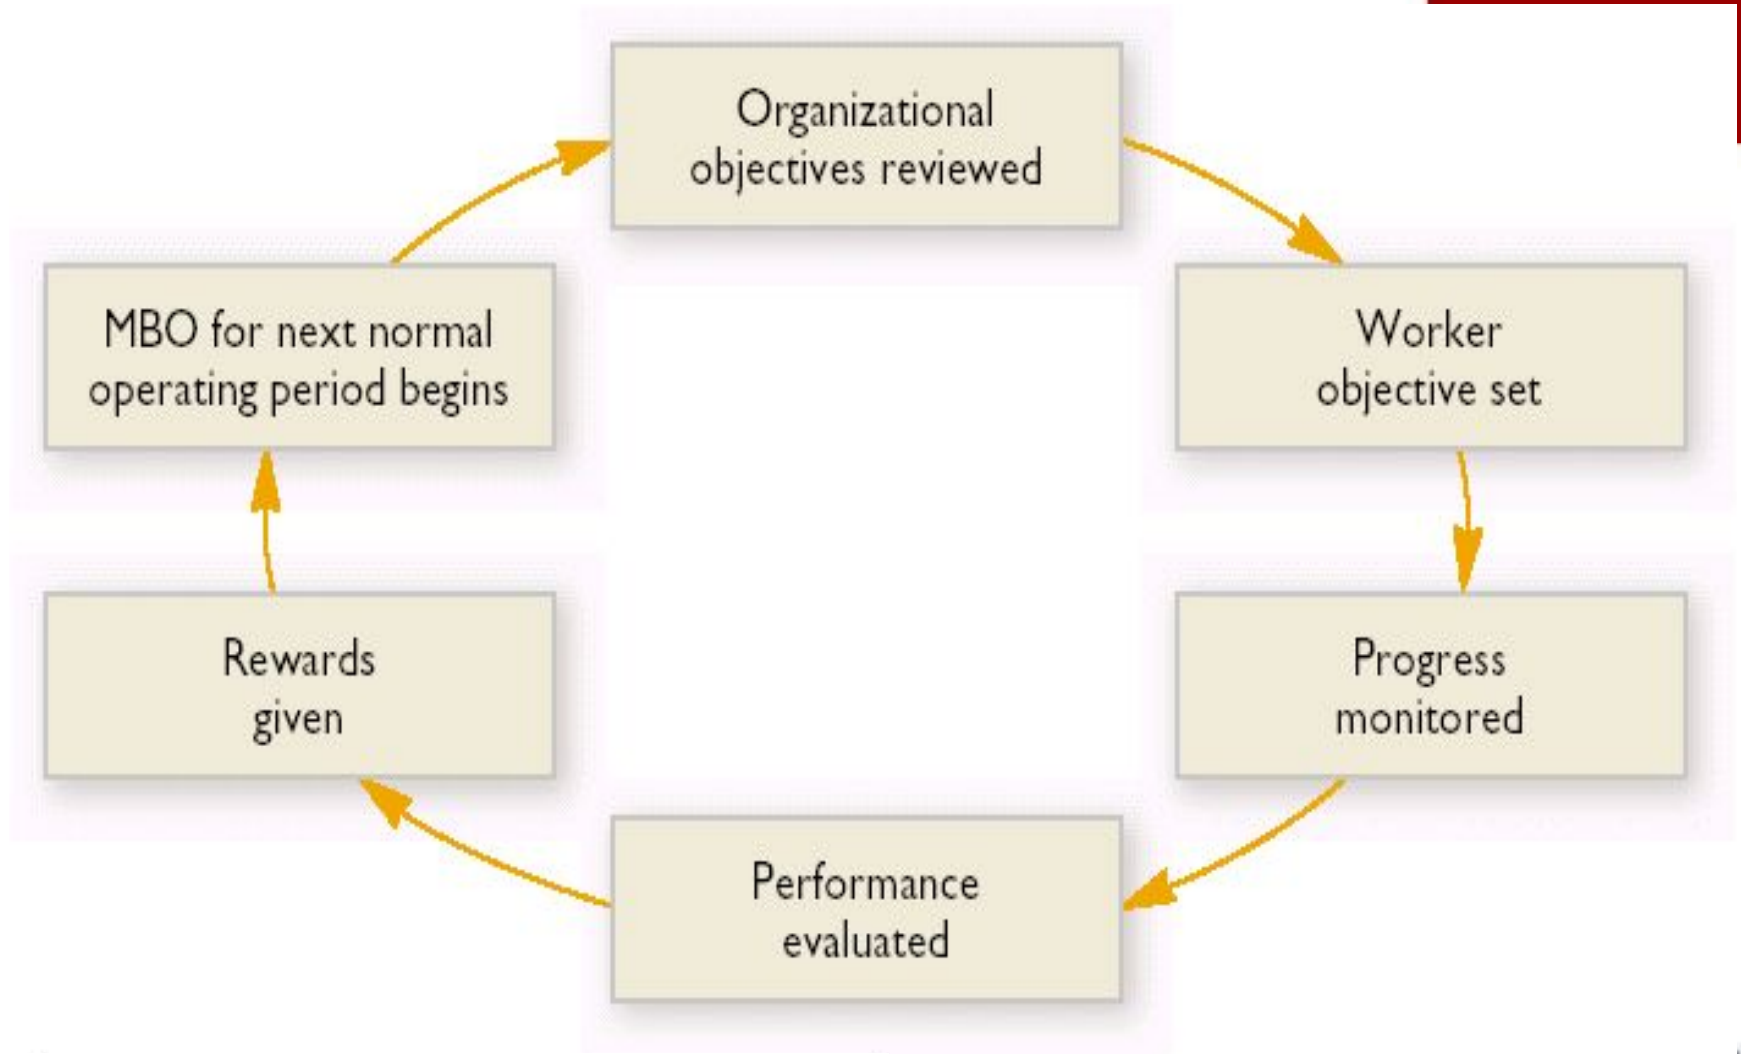 Organizational
objectives reviewed
Worker
objective set
Progress
monitored
Performance
evaluated
Rewards
given
MBO for next normal
operating period begins